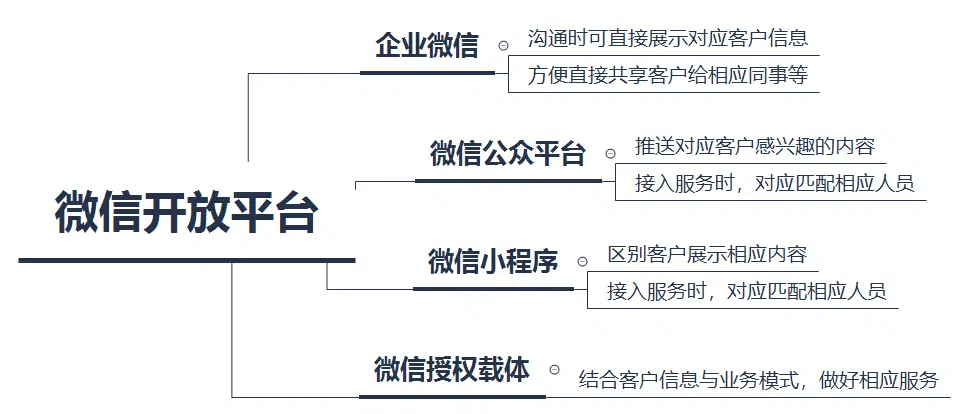 微信开放平台
企业微信
沟通时可直接展示对应客户信息
方便直接共享客户给相应同事等
微信公众平台
推送对应客户感兴趣的内容
接入服务时，对应匹配相应人员
微信小程序
区别客户展示相应内容
接入服务时，对应匹配相应人员
微信授权载体
结合客户信息与业务模式，做好相应服务